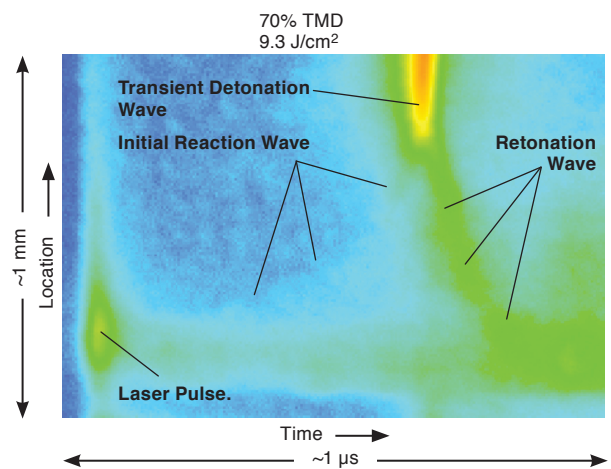 70% TMD
9.3 J/cm²
Transient Detonation
Wave
Initial Reaction Wave
Retonation
Wave
~1 mm
Location
Laser Pulse.
Time
~1 µs